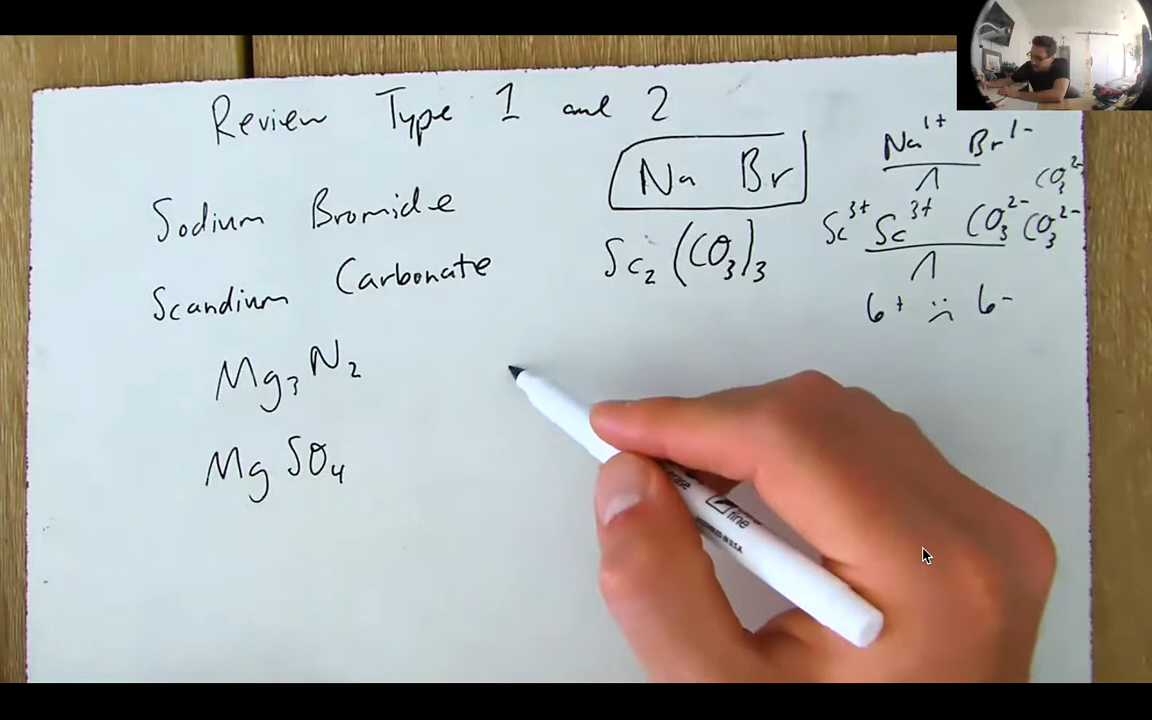 Review Type 1 and 2
Sodium Bromide
Na Br
Na¹⁺ Br¹⁻
Scandium Carbonate
Sc₂(CO₃)₃
Sc³⁺ Sc³⁺ CO₃²⁻ CO₃²⁻ CO₃²⁻
6+ 6-
Mg₃N₂
MgSO₄
fine